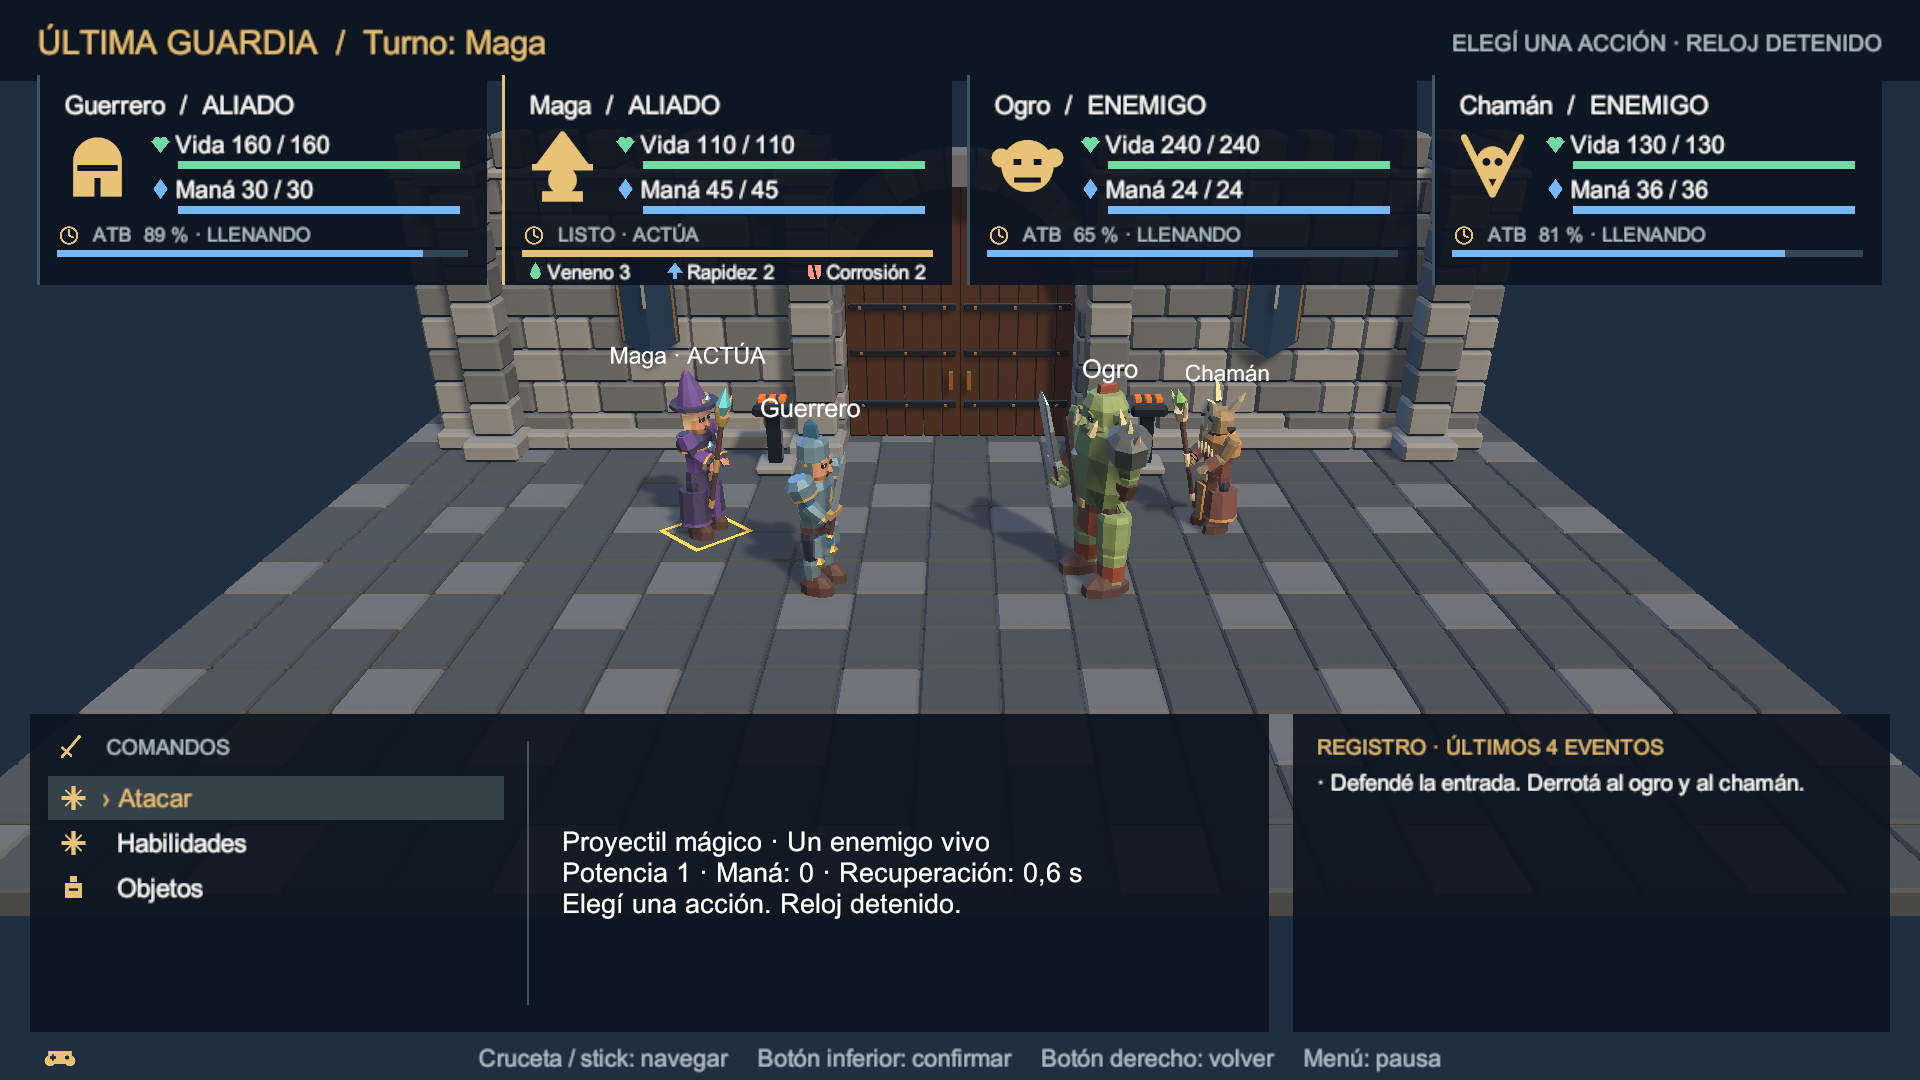 ÚLTIMA GUARDIA / Turno: Maga
ELEGÍ UNA ACCIÓN · RELOJ DETENIDO
Guerrero / ALIADO
Vida 160 / 160
Maná 30 / 30
ATB 89 % · LLENANDO
Maga / ALIADO
Vida 110 / 110
Maná 45 / 45
LISTO · ACTÚA
Veneno 3 Rapidez 2 Corrosión 2
Ogro / ENEMIGO
Vida 240 / 240
Maná 24 / 24
ATB 65 % · LLENANDO
Chamán / ENEMIGO
Vida 130 / 130
Maná 36 / 36
ATB 81 % · LLENANDO
Maga · ACTÚA
Guerrero
Ogro
Chamán
COMANDOS
› Atacar
Habilidades
Objetos
Proyectil mágico · Un enemigo vivo
Potencia 1 · Maná: 0 · Recuperación: 0,6 s
Elegí una acción. Reloj detenido.
REGISTRO · ÚLTIMOS 4 EVENTOS
· Defendé la entrada. Derrotá al ogro y al chamán.
Cruceta / stick: navegar Botón inferior: confirmar Botón derecho: volver Menú: pausa